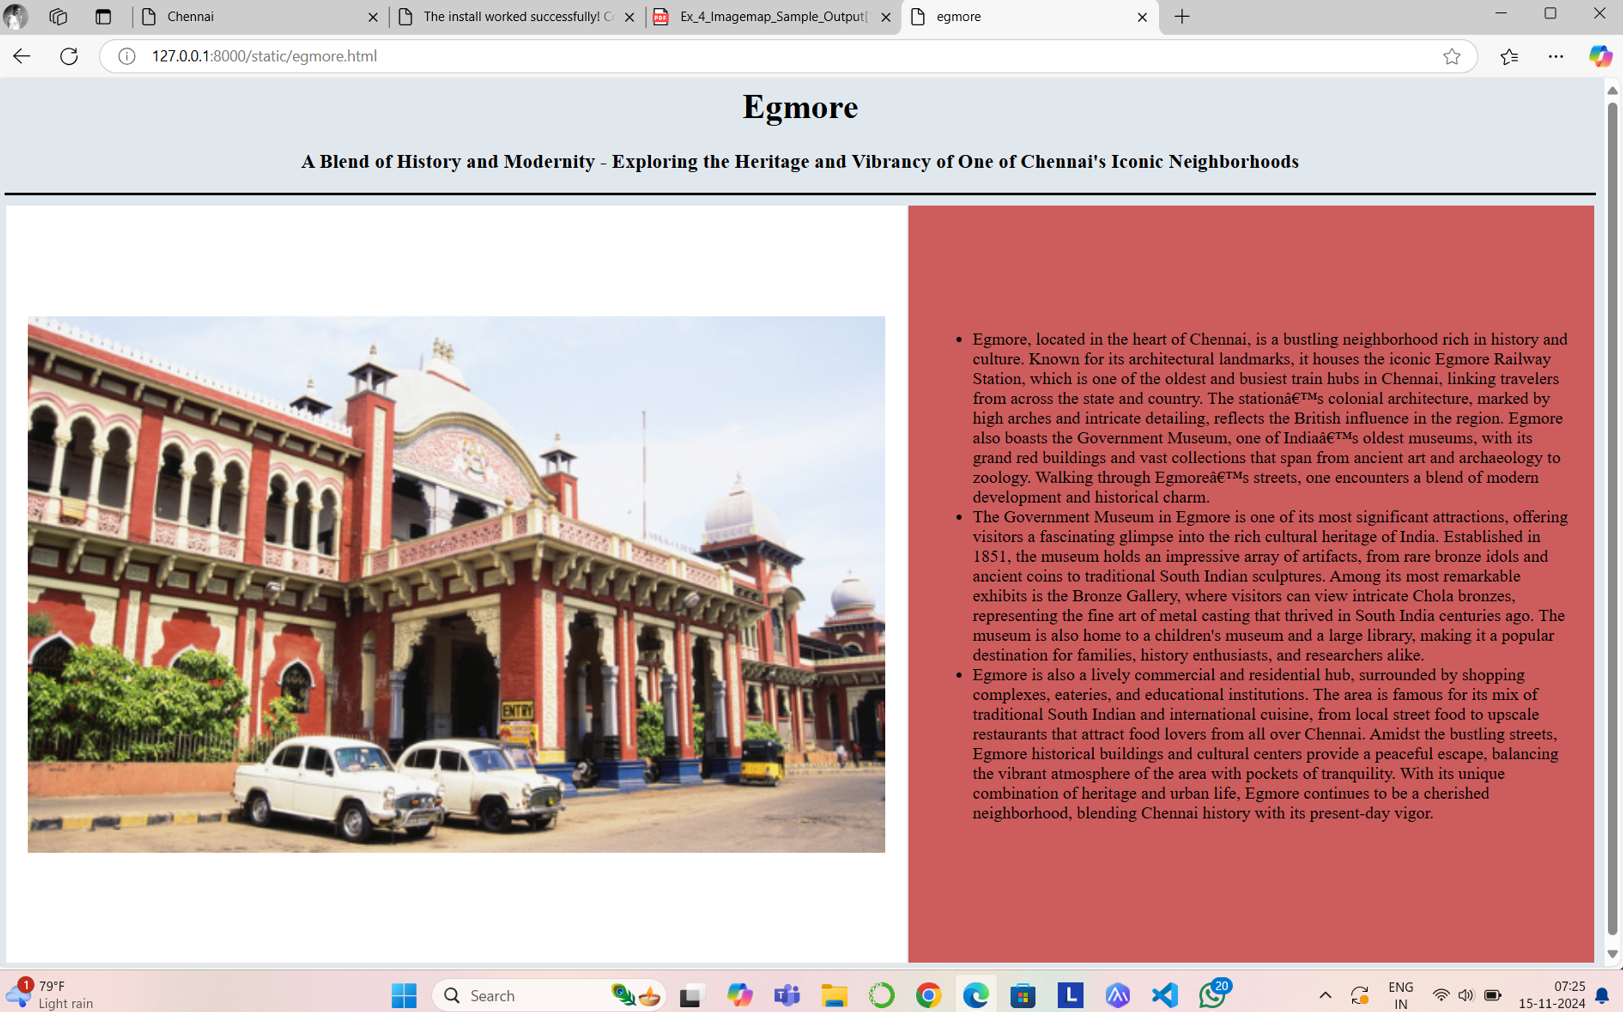 Chennai
The install worked successfully! Co
Ex_4_Imagemap_Sample_Output[
egmore
127.0.0.1:8000/static/egmore.html
Egmore
A Blend of History and Modernity - Exploring the Heritage and Vibrancy of One of Chennai's Iconic Neighborhoods
ENTRY
• Egmore, located in the heart of Chennai, is a bustling neighborhood rich in history and
culture. Known for its architectural landmarks, it houses the iconic Egmore Railway
Station, which is one of the oldest and busiest train hubs in Chennai, linking travelers
from across the state and country. The stationâ€™s colonial architecture, marked by
high arches and intricate detailing, reflects the British influence in the region. Egmore
also boasts the Government Museum, one of Indiaâ€™s oldest museums, with its
grand red buildings and vast collections that span from ancient art and archaeology to
zoology. Walking through Egmoreâ€™s streets, one encounters a blend of modern
development and historical charm.
• The Government Museum in Egmore is one of its most significant attractions, offering
visitors a fascinating glimpse into the rich cultural heritage of India. Established in
1851, the museum holds an impressive array of artifacts, from rare bronze idols and
ancient coins to traditional South Indian sculptures. Among its most remarkable
exhibits is the Bronze Gallery, where visitors can view intricate Chola bronzes,
representing the fine art of metal casting that thrived in South India centuries ago. The
museum is also home to a children's museum and a large library, making it a popular
destination for families, history enthusiasts, and researchers alike.
• Egmore is also a lively commercial and residential hub, surrounded by shopping
complexes, eateries, and educational institutions. The area is famous for its mix of
traditional South Indian and international cuisine, from local street food to upscale
restaurants that attract food lovers from all over Chennai. Amidst the bustling streets,
Egmore historical buildings and cultural centers provide a peaceful escape, balancing
the vibrant atmosphere of the area with pockets of tranquility. With its unique
combination of heritage and urban life, Egmore continues to be a cherished
neighborhood, blending Chennai history with its present-day vigor.
1
79°F
Light rain
Search
L
20
ENG
IN
07:25
15-11-2024